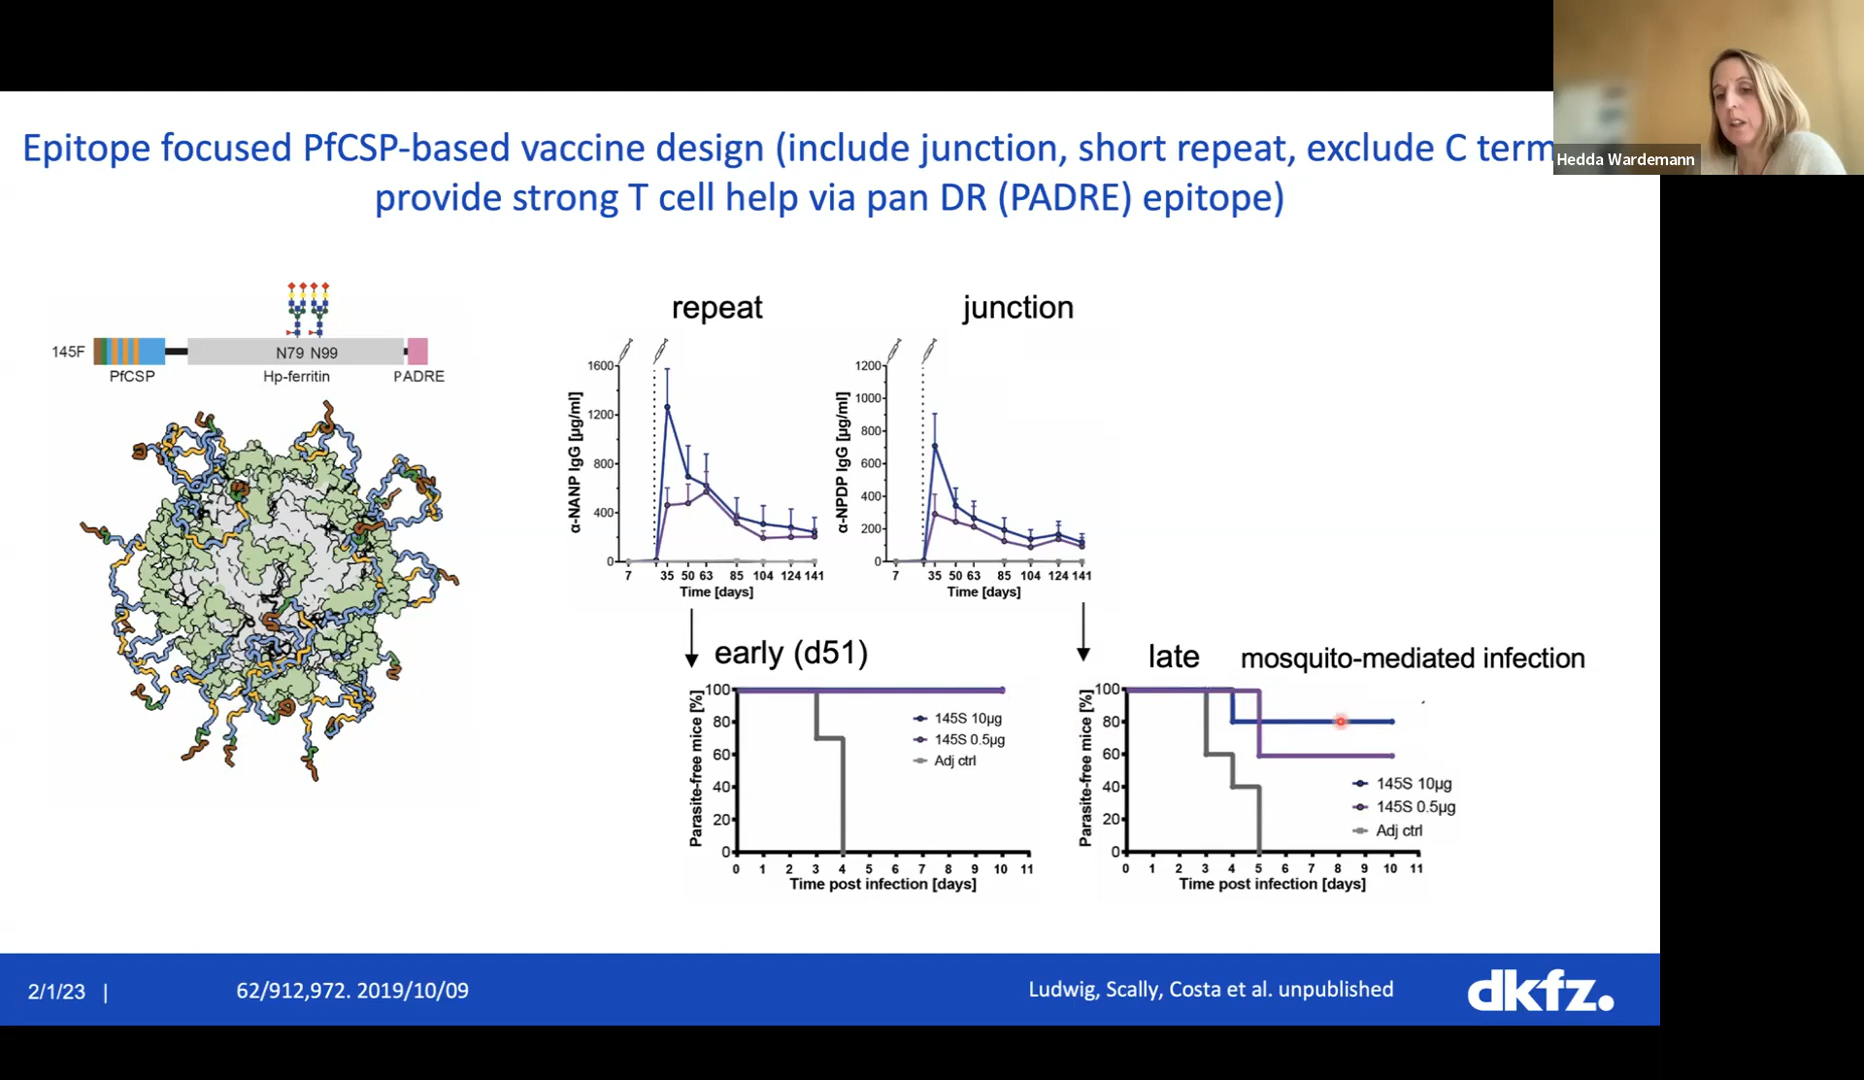 Hedda Wardemann
Epitope focused PfCSP-based vaccine design (include junction, short repeat, exclude C term
provide strong T cell help via pan DR (PADRE) epitope)
145F
N79 N99
PfCSP
Hp-ferritin
PADRE
repeat
α-NANP IgG [µg/ml]
1600
1200
800
400
0
7 35 50 63 85 104 124 141
Time [days]
junction
α-NPDP IgG [µg/ml]
1200
1000
800
600
400
200
0
7 35 50 63 85 104 124 141
Time [days]
early (d51)
Parasite-free mice [%]
100
80
60
40
20
0
145S 10µg
145S 0.5µg
Adj ctrl
0 1 2 3 4 5 6 7 8 9 10 11
Time post infection [days]
late
mosquito-mediated infection
Parasite-free mice [%]
100
80
60
40
20
0
145S 10µg
145S 0.5µg
Adj ctrl
0 1 2 3 4 5 6 7 8 9 10 11
Time post infection [days]
2/1/23 |
62/912,972. 2019/10/09
Ludwig, Scally, Costa et al. unpublished
dkfz.